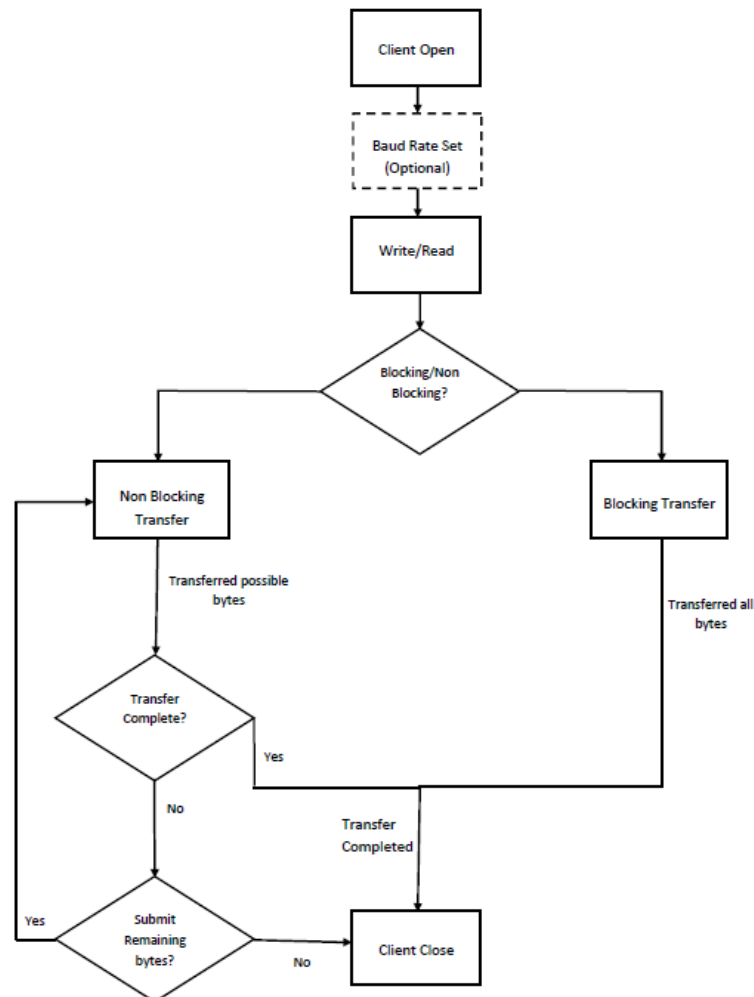 Client Open
Baud Rate Set
(Optional)
Write/Read
Blocking/Non
Blocking?
Non Blocking
Transfer
Blocking Transfer
Transferred possible
bytes
Transferred all
bytes
Transfer
Complete?
Yes
No
Transfer
Completed
Submit
Remaining
bytes?
Yes
No
Client Close